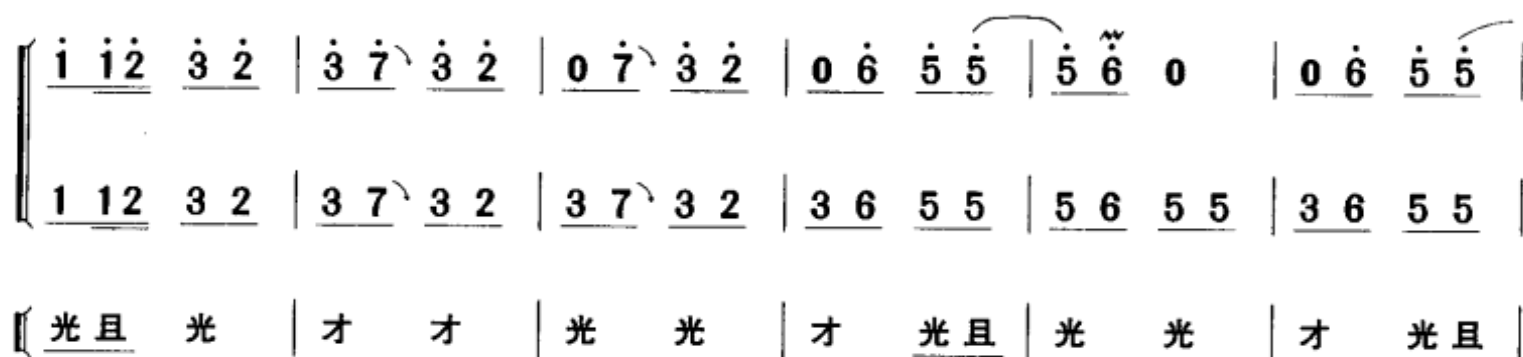 1̇ 1̇2̇ 3̇ 2̇ | 3̇ 7̇ 3̇ 2̇ | 0 7̇ 3̇ 2̇ | 0 6̇ 5̇ 5̇ | 5̇ 6̇ 0 | 0 6̇ 5̇ 5̇ |
1 12 3 2 | 3 7 3 2 | 3 7 3 2 | 3 6 5 5 | 5 6 5 5 | 3 6 5 5 |
光且 光 | 才 才 | 光 光 | 才 光且 | 光 光 | 才 光且 |